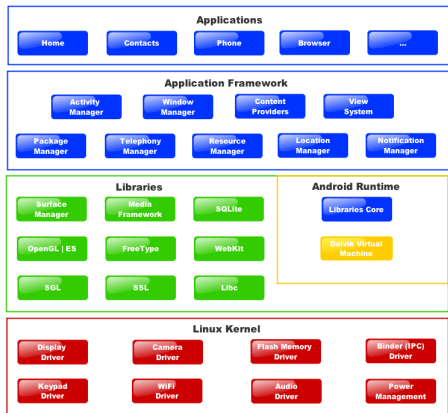 Applications
Home Contacts Phone Browser ...
Application Framework
Activity Manager Window Manager Content Providers View System
Package Manager Telephony Manager Resource Manager Location Manager Notification Manager
Libraries
Surface Manager Media Framework SQLite
OpenGL | ES FreeType WebKit
SGL SSL Libc
Android Runtime
Libraries Core
Dalvik Virtual Machine
Linux Kernel
Display Driver Camera Driver Flash Memory Driver Binder (IPC) Driver
Keypad Driver WiFi Driver Audio Driver Power Management